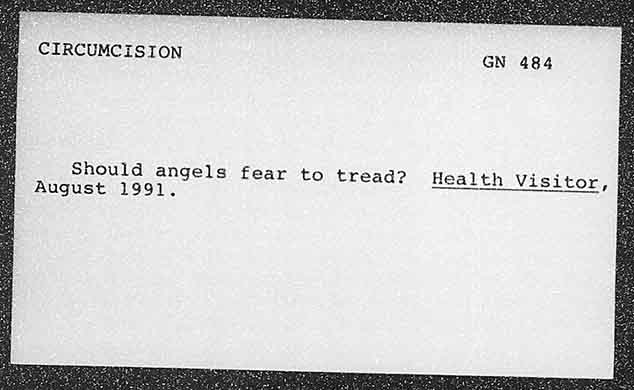 CIRCUMCISION
GN 484
Should angels fear to tread? Health Visitor,
August 1991.